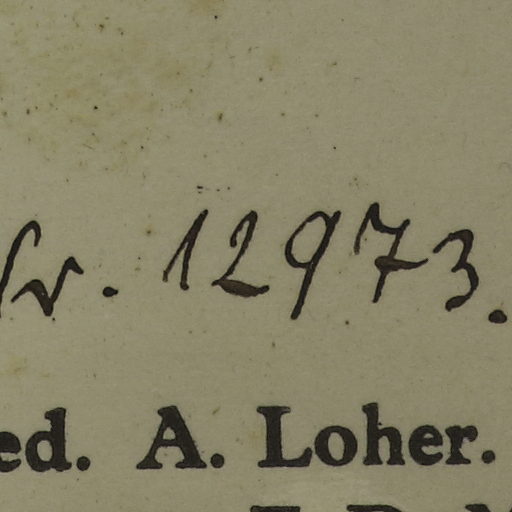 Nr. 12973.
ed. A. Loher.